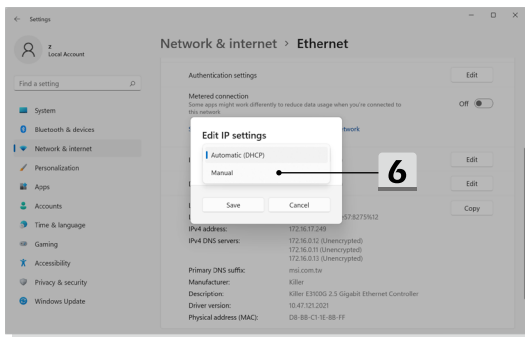 Settings
z
Local Account
Find a setting
System
Bluetooth & devices
Network & internet
Personalization
Apps
Accounts
Time & language
Gaming
Accessibility
Privacy & security
Windows Update
Network & internet > Ethernet
Authentication settings
Edit
Metered connection
Some apps might work differently to reduce data usage when you're connected to
this network
Off
Edit IP settings
Automatic (DHCP)
Manual
6
Save
Cancel
Edit
Edit
Copy
IPv4 address: 172.16.17.249
IPv4 DNS servers: 172.16.0.12 (Unencrypted)
172.16.0.11 (Unencrypted)
172.16.0.13 (Unencrypted)
Primary DNS suffix: msi.com.tw
Manufacturer: Killer
Description: Killer E3100G 2.5 Gigabit Ethernet Controller
Driver version: 10.47.121.2021
Physical address (MAC): D8-BB-C1-1E-8B-FF